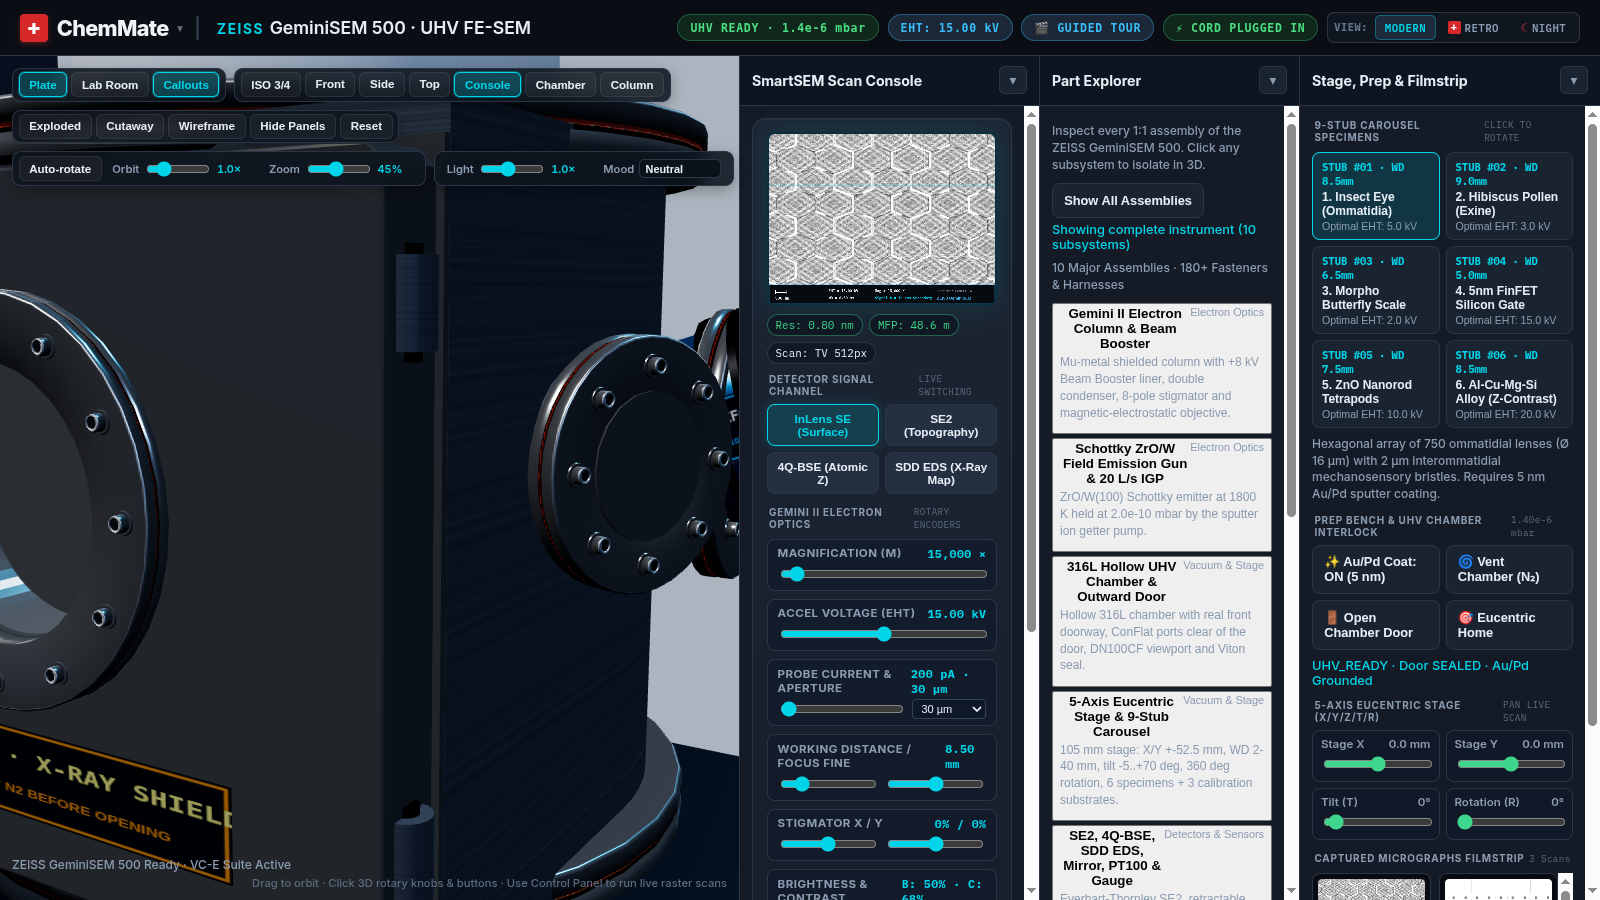 ChemMate ▾ ZEISS GeminiSEM 500 · UHV FE-SEM
UHV READY · 1.4e-6 mbar
EHT: 15.00 kV
🎬 GUIDED TOUR
⚡ CORD PLUGGED IN
VIEW: MODERN RETRO NIGHT
Plate Lab Room Callouts
ISO 3/4 Front Side Top Console Chamber Column
Exploded Cutaway Wireframe Hide Panels Reset
Auto-rotate Orbit 1.0× Zoom 45%
Light 1.0× Mood Neutral
· X-RAY SHIELD
N2 BEFORE OPENING
ZEISS GeminiSEM 500 Ready · VC-E Suite Active
Drag to orbit · Click 3D rotary knobs & buttons · Use Control Panel to run live raster scans
SmartSEM Scan Console
Res: 0.80 nm
MFP: 48.6 m
Scan: TV 512px
DETECTOR SIGNAL CHANNEL
LIVE SWITCHING
InLens SE (Surface)
SE2 (Topography)
4Q-BSE (Atomic Z)
SDD EDS (X-Ray Map)
GEMINI II ELECTRON OPTICS
ROTARY ENCODERS
MAGNIFICATION (M) 15,000 ×
ACCEL VOLTAGE (EHT) 15.00 kV
PROBE CURRENT & APERTURE
200 pA · 30 µm
30 µm
WORKING DISTANCE / FOCUS FINE
8.50 mm
STIGMATOR X / Y 0% / 0%
BRIGHTNESS & CONTRAST
B: 50% · C: 68%
Part Explorer
Inspect every 1:1 assembly of the
ZEISS GeminiSEM 500. Click any
subsystem to isolate in 3D.
Show All Assemblies
Showing complete instrument (10
subsystems)
10 Major Assemblies · 180+ Fasteners
& Harnesses
Gemini II Electron Column & Beam Booster
Electron Optics
Mu-metal shielded column with +8 kV
Beam Booster liner, double
condenser, 8-pole stigmator and
magnetic-electrostatic objective.
Schottky ZrO/W Field Emission Gun & 20 L/s IGP
Electron Optics
ZrO/W(100) Schottky emitter at 1800
K held at 2.0e-10 mbar by the sputter
ion getter pump.
316L Hollow UHV Chamber & Outward Door
Vacuum & Stage
Hollow 316L chamber with real front
doorway, ConFlat ports clear of the
door, DN100CF viewport and Viton
seal.
5-Axis Eucentric Stage & 9-Stub Carousel
Vacuum & Stage
105 mm stage: X/Y +-52.5 mm, WD 2-
40 mm, tilt -5..+70 deg, 360 deg
rotation, 6 specimens + 3 calibration
substrates.
SE2, 4Q-BSE, SDD EDS, Mirror, PT100 & Gauge
Detectors & Sensors
Everhart-Thornley SE2, retractable
Stage, Prep & Filmstrip
9-STUB CAROUSEL SPECIMENS
CLICK TO ROTATE
STUB #01 · WD 8.5mm
1. Insect Eye (Ommatidia)
Optimal EHT: 5.0 kV
STUB #02 · WD 9.0mm
2. Hibiscus Pollen (Exine)
Optimal EHT: 3.0 kV
STUB #03 · WD 6.5mm
3. Morpho Butterfly Scale
Optimal EHT: 2.0 kV
STUB #04 · WD 5.0mm
4. 5nm FinFET Silicon Gate
Optimal EHT: 15.0 kV
STUB #05 · WD 7.5mm
5. ZnO Nanorod Tetrapods
Optimal EHT: 10.0 kV
STUB #06 · WD 8.5mm
6. Al-Cu-Mg-Si Alloy (Z-Contrast)
Optimal EHT: 20.0 kV
Hexagonal array of 750 ommatidial lenses (Ø
16 µm) with 2 µm interommatidial
mechanosensory bristles. Requires 5 nm
Au/Pd sputter coating.
PREP BENCH & UHV CHAMBER INTERLOCK
1.40e-6 mbar
✨ Au/Pd Coat: ON (5 nm)
🌀 Vent Chamber (N₂)
🚪 Open Chamber Door
🎯 Eucentric Home
UHV_READY · Door SEALED · Au/Pd
Grounded
5-AXIS EUCENTRIC STAGE (X/Y/Z/T/R)
PAN LIVE SCAN
Stage X 0.0 mm
Stage Y 0.0 mm
Tilt (T) 0°
Rotation (R) 0°
CAPTURED MICROGRAPHS FILMSTRIP 3 Scans